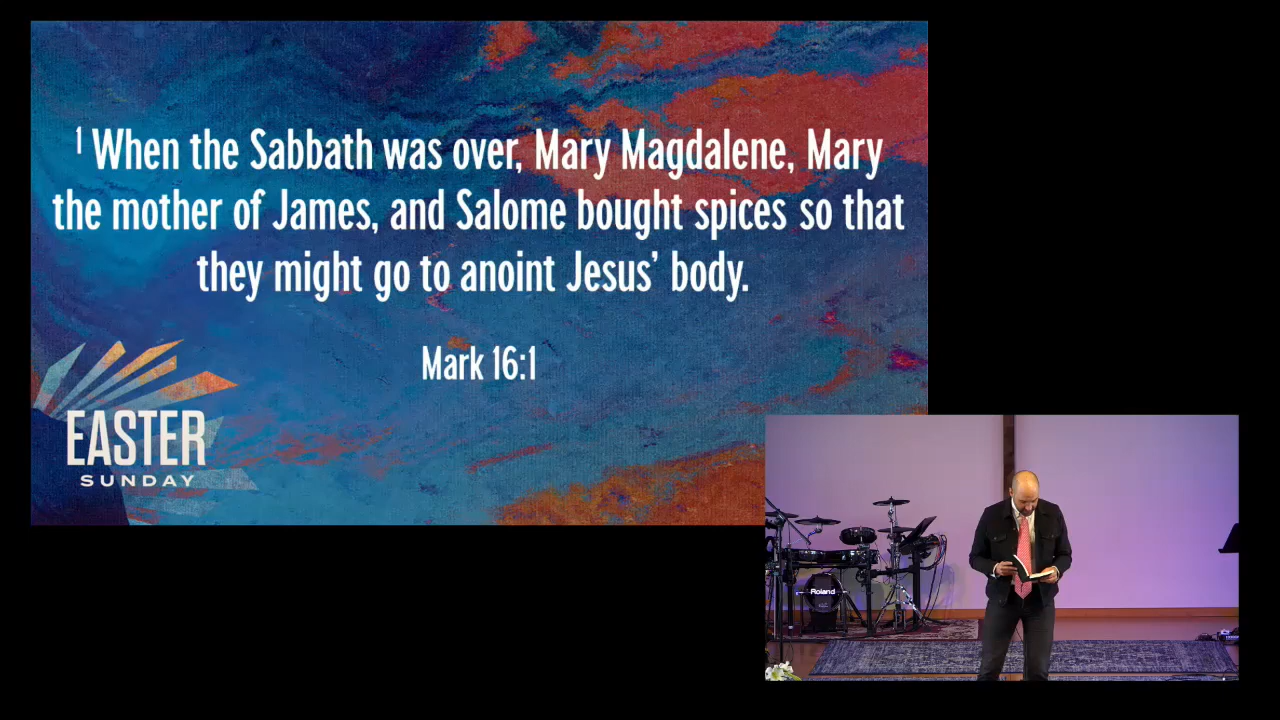 1 When the Sabbath was over, Mary Magdalene, Mary
the mother of James, and Salome bought spices so that
they might go to anoint Jesus’ body.
Mark 16:1
EASTER
SUNDAY
Roland